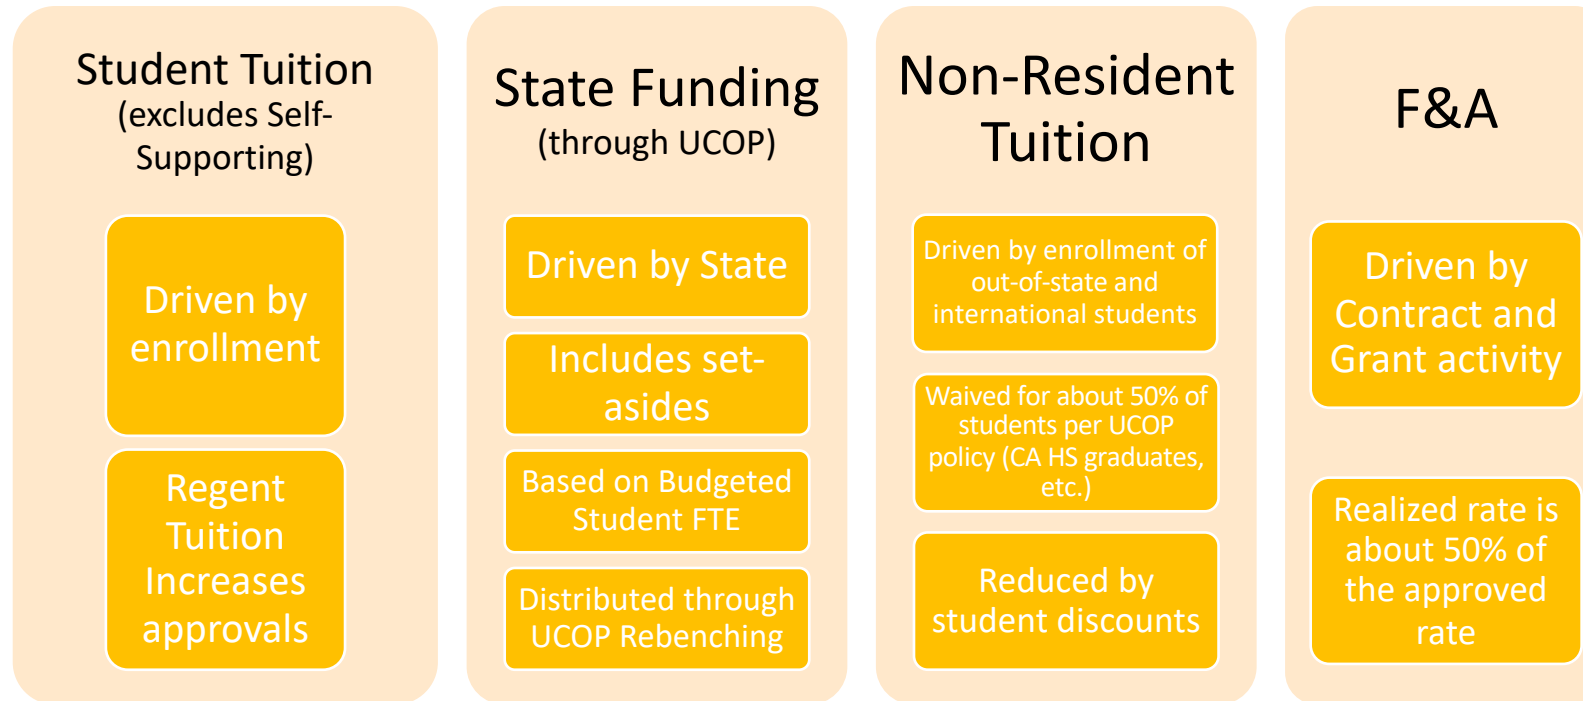 Student Tuition
(excludes Self-
Supporting)
Driven by
enrollment
Regent
Tuition
Increases
approvals
State Funding
(through UCOP)
Driven by State
Includes set-
asides
Based on Budgeted
Student FTE
Distributed through
UCOP Rebenching
Non-Resident
Tuition
Driven by enrollment of
out-of-state and
international students
Waived for about 50% of
students per UCOP
policy (CA HS graduates,
etc.)
Reduced by
student discounts
F&A
Driven by
Contract and
Grant activity
Realized rate is
about 50% of
the approved
rate